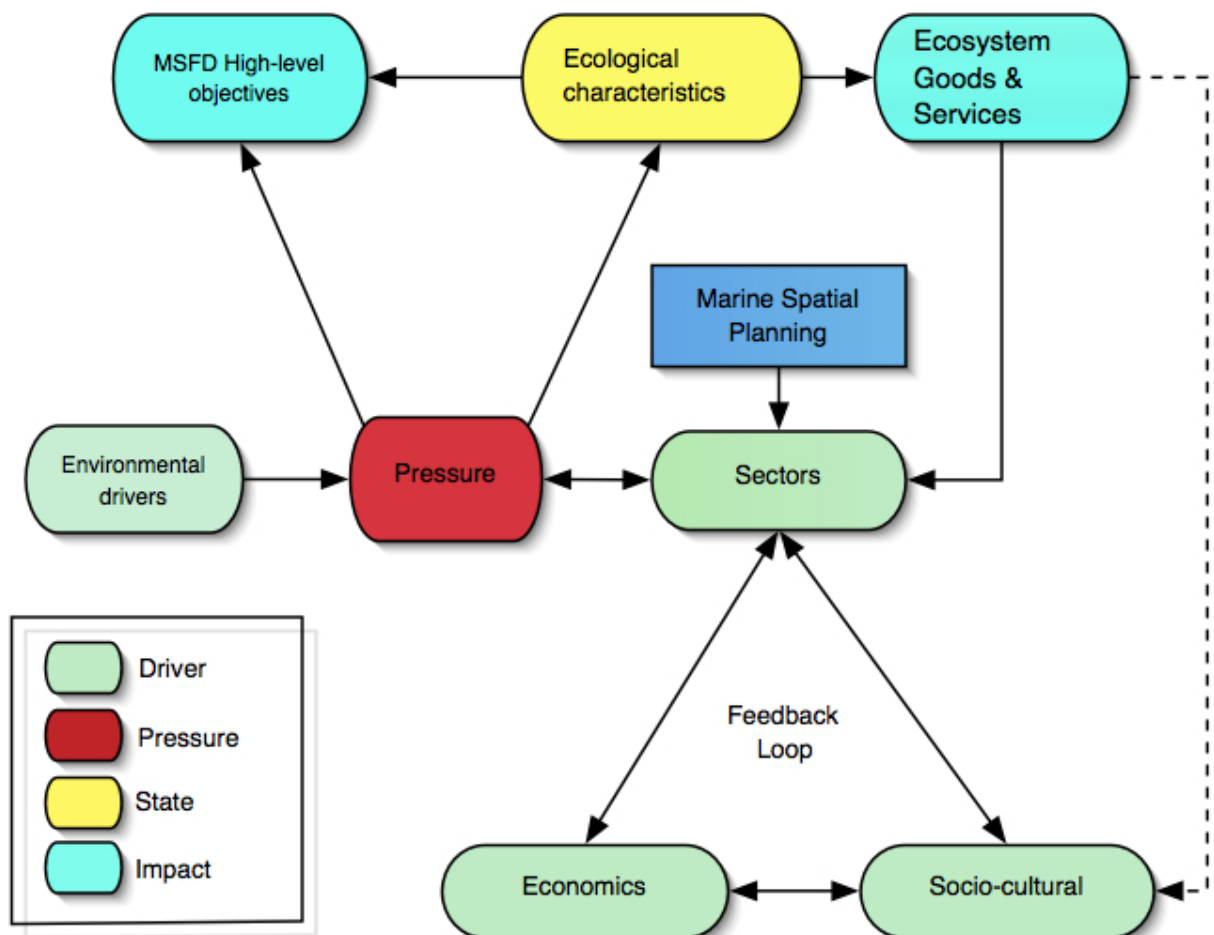 MSFD High-level
objectives
Ecological
characteristics
Ecosystem
Goods &
Services
Marine Spatial
Planning
Environmental
drivers
Pressure
Sectors
Driver
Pressure
State
Impact
Feedback
Loop
Economics
Socio-cultural